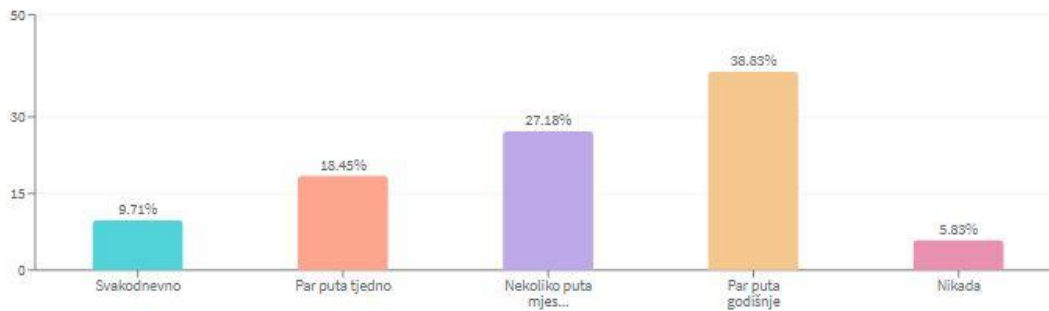 50
30
15
0
9.71%
18.45%
27.18%
38.83%
5.83%
Svakodnevno
Par puta tjedno
Nekoliko puta
mjes...
Par puta
godišnje
Nikada